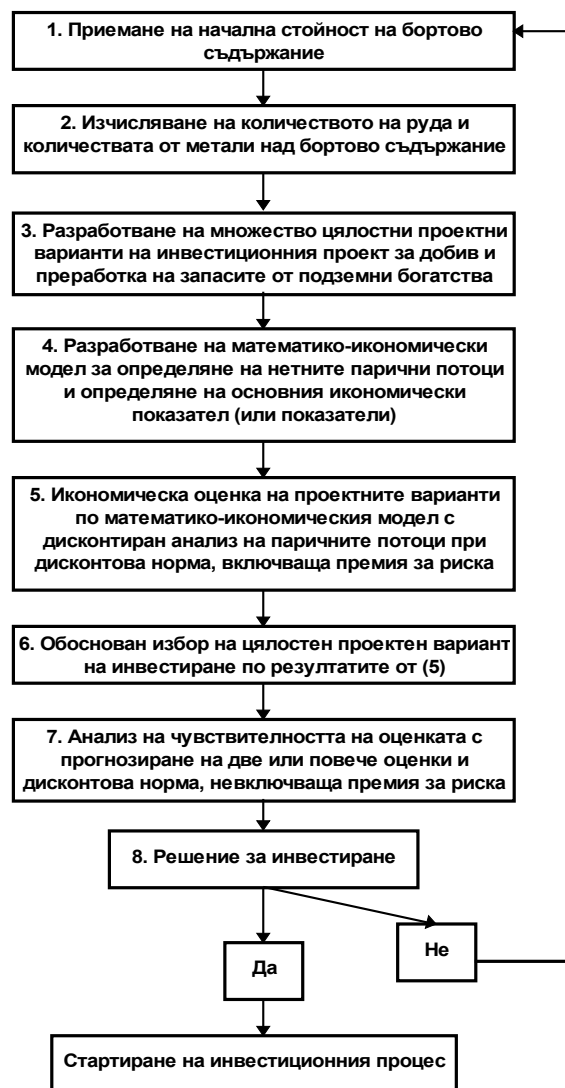 1. Приемане на начална стойност на бортово
съдържание
2. Изчисляване на количеството на руда и
количествата от метали над бортово съдържание
3. Разработване на множество цялостни проектни
варианти на инвестиционния проект за добив и
преработка на запасите от подземни богатства
4. Разработване на математико-икономически
модел за определяне на нетните парични потоци
и определяне на основния икономически
показател (или показатели)
5. Икономическа оценка на проектните варианти
по математико-икономическия модел с
дисконтиран анализ на паричните потоци при
дисконтова норма, включваща премия за риска
6. Обоснован избор на цялостен проектен вариант
на инвестиране по резултатите от (5)
7. Анализ на чувствителността на оценката с
прогнозиране на две или повече оценки и
дисконтова норма, невключваща премия за риска
8. Решение за инвестиране
Не
Да
Стартиране на инвестиционния процес